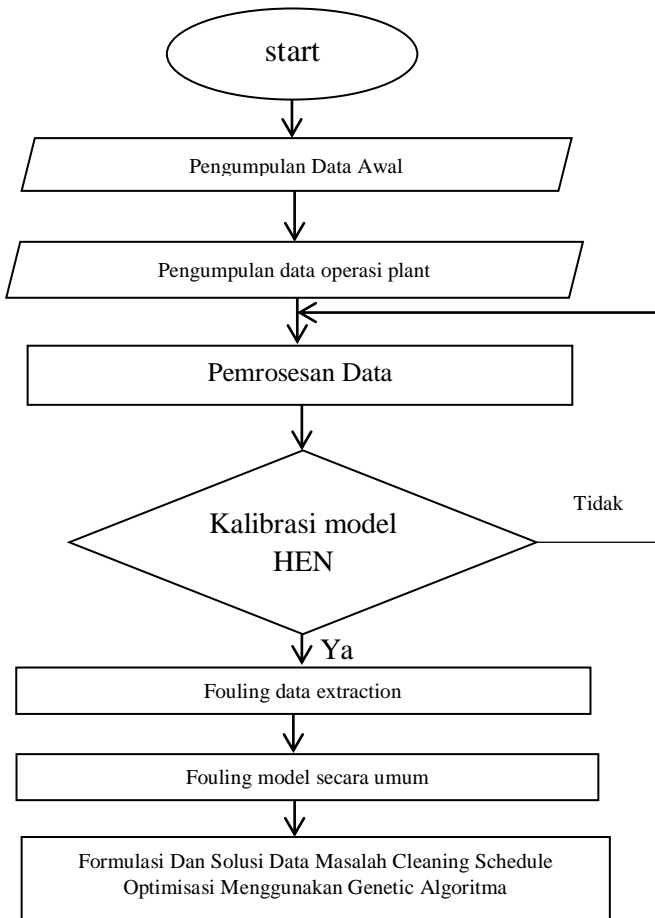 start
Pengumpulan Data Awal
Pengumpulan data operasi plant
Pemrosesan Data
Kalibrasi model
HEN
Tidak
Ya
Fouling data extraction
Fouling model secara umum
Formulasi Dan Solusi Data Masalah Cleaning Schedule
Optimisasi Menggunakan Genetic Algoritma